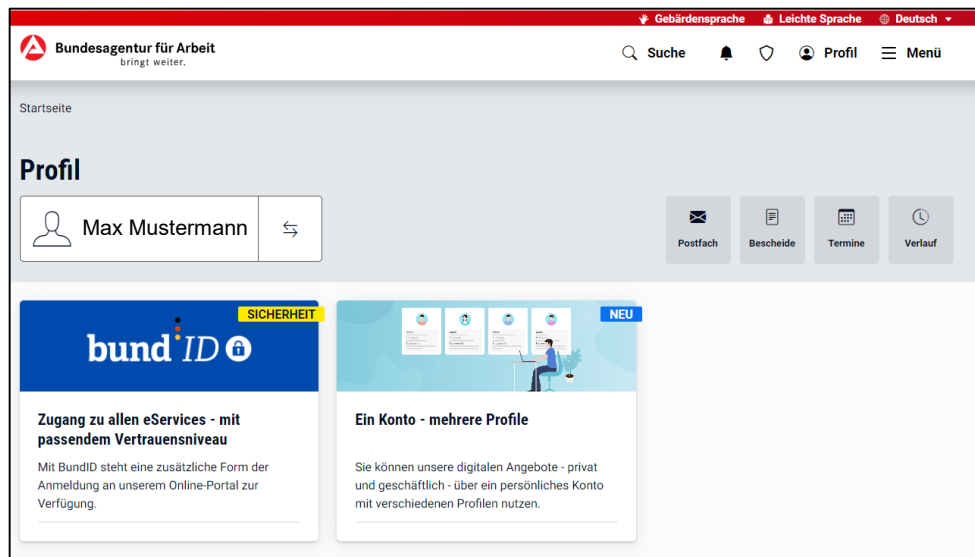 Gebärdensprache Leichte Sprache Deutsch
Bundesagentur für Arbeit
bringt weiter.
Suche Profil Menü
Startseite
Profil
Max Mustermann
Postfach Bescheide Termine Verlauf
SICHERHEIT
bundID
NEU
Zugang zu allen eServices - mit
passendem Vertrauensniveau
Mit BundID steht eine zusätzliche Form der
Anmeldung an unserem Online-Portal zur
Verfügung.
Ein Konto - mehrere Profile
Sie können unsere digitalen Angebote - privat
und geschäftlich - über ein persönliches Konto
mit verschiedenen Profilen nutzen.